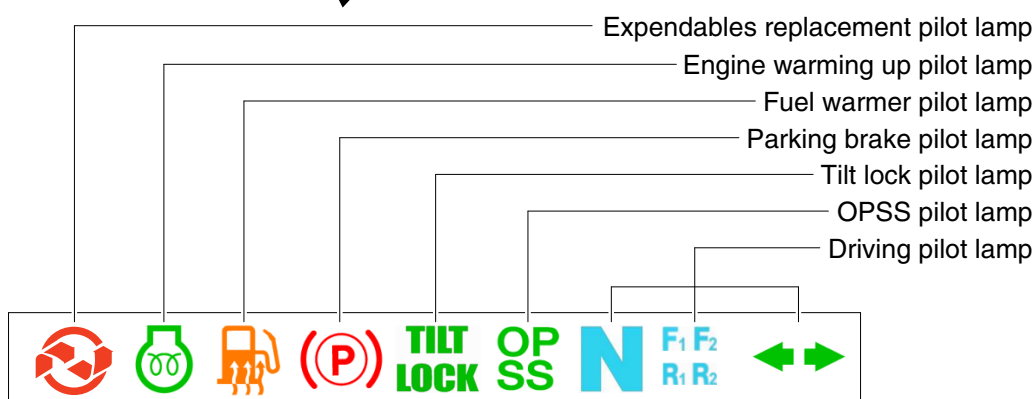 Expendables replacement pilot lamp
Engine warming up pilot lamp
Fuel warmer pilot lamp
Parking brake pilot lamp
Tilt lock pilot lamp
OPSS pilot lamp
Driving pilot lamp
P
TILT
LOCK
OP
SS
N
F1 F2
R1 R2